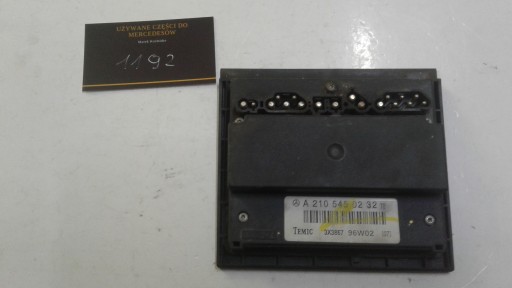 UŻYWANE CZĘŚCI DO
MERCEDESÓW
1192
A 210 545 02 32
TEMIC
96W02